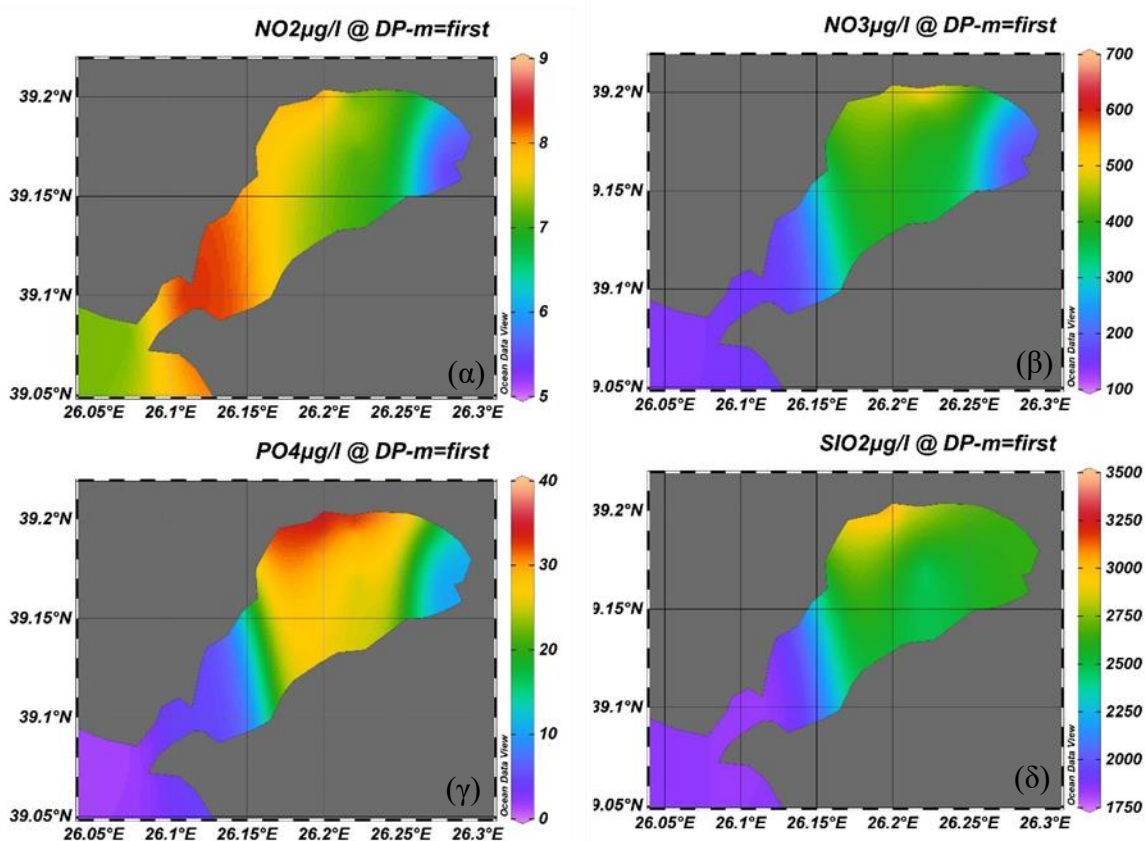 NO2µg/l @ DP-m=first
39.2°N
39.15°N
39.1°N
39.05°N
26.05°E 26.1°E 26.15°E 26.2°E 26.25°E 26.3°E
9
8
7
6
5
Ocean Data View
(α)
NO3µg/l @ DP-m=first
39.2°N
39.15°N
39.1°N
9.05°N
26.05°E 26.1°E 26.15°E 26.2°E 26.25°E 26.3°E
700
600
500
400
300
200
100
Ocean Data View
(β)
PO4µg/l @ DP-m=first
39.2°N
39.15°N
39.1°N
39.05°N
26.05°E 26.1°E 26.15°E 26.2°E 26.25°E 26.3°E
40
30
20
10
0
Ocean Data View
(γ)
SIO2µg/l @ DP-m=first
39.2°N
39.15°N
39.1°N
9.05°N
26.05°E 26.1°E 26.15°E 26.2°E 26.25°E 26.3°E
3500
3250
3000
2750
2500
2250
2000
1750
Ocean Data View
(δ)